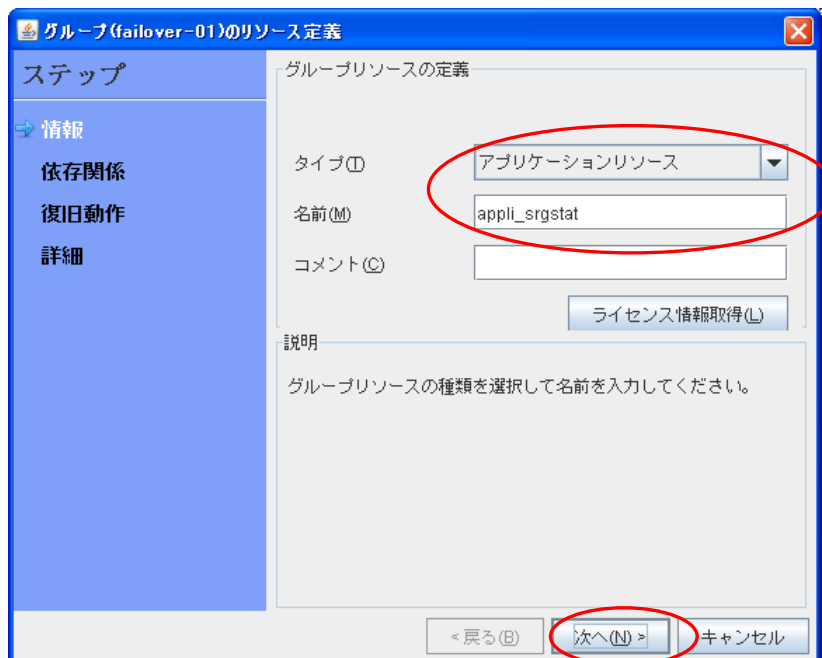 グループ(failover-01)のリソース定義
ステップ
情報
依存関係
復旧動作
詳細
グループリソースの定義
タイプ(T) アプリケーションリソース
名前(M) appli_srgstat
コメント(C)
ライセンス情報取得(L)
説明
グループリソースの種類を選択して名前を入力してください。
<戻る(B) 次へ(N) > キャンセル